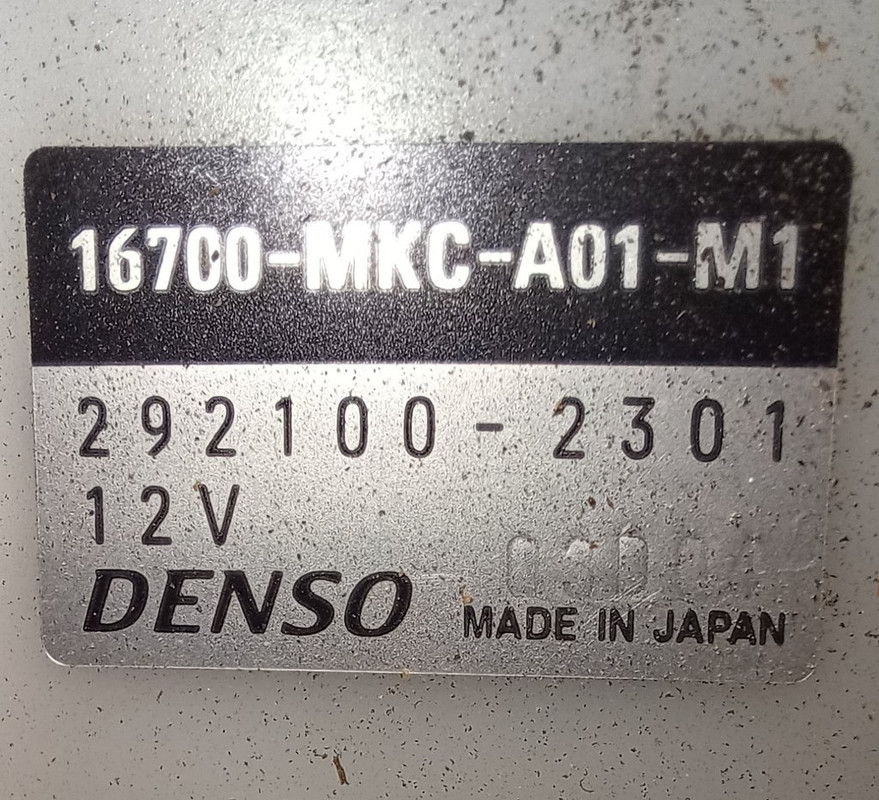 16700-MKC-A01-M1
292100-2301
12V
DENSO
MADE IN JAPAN